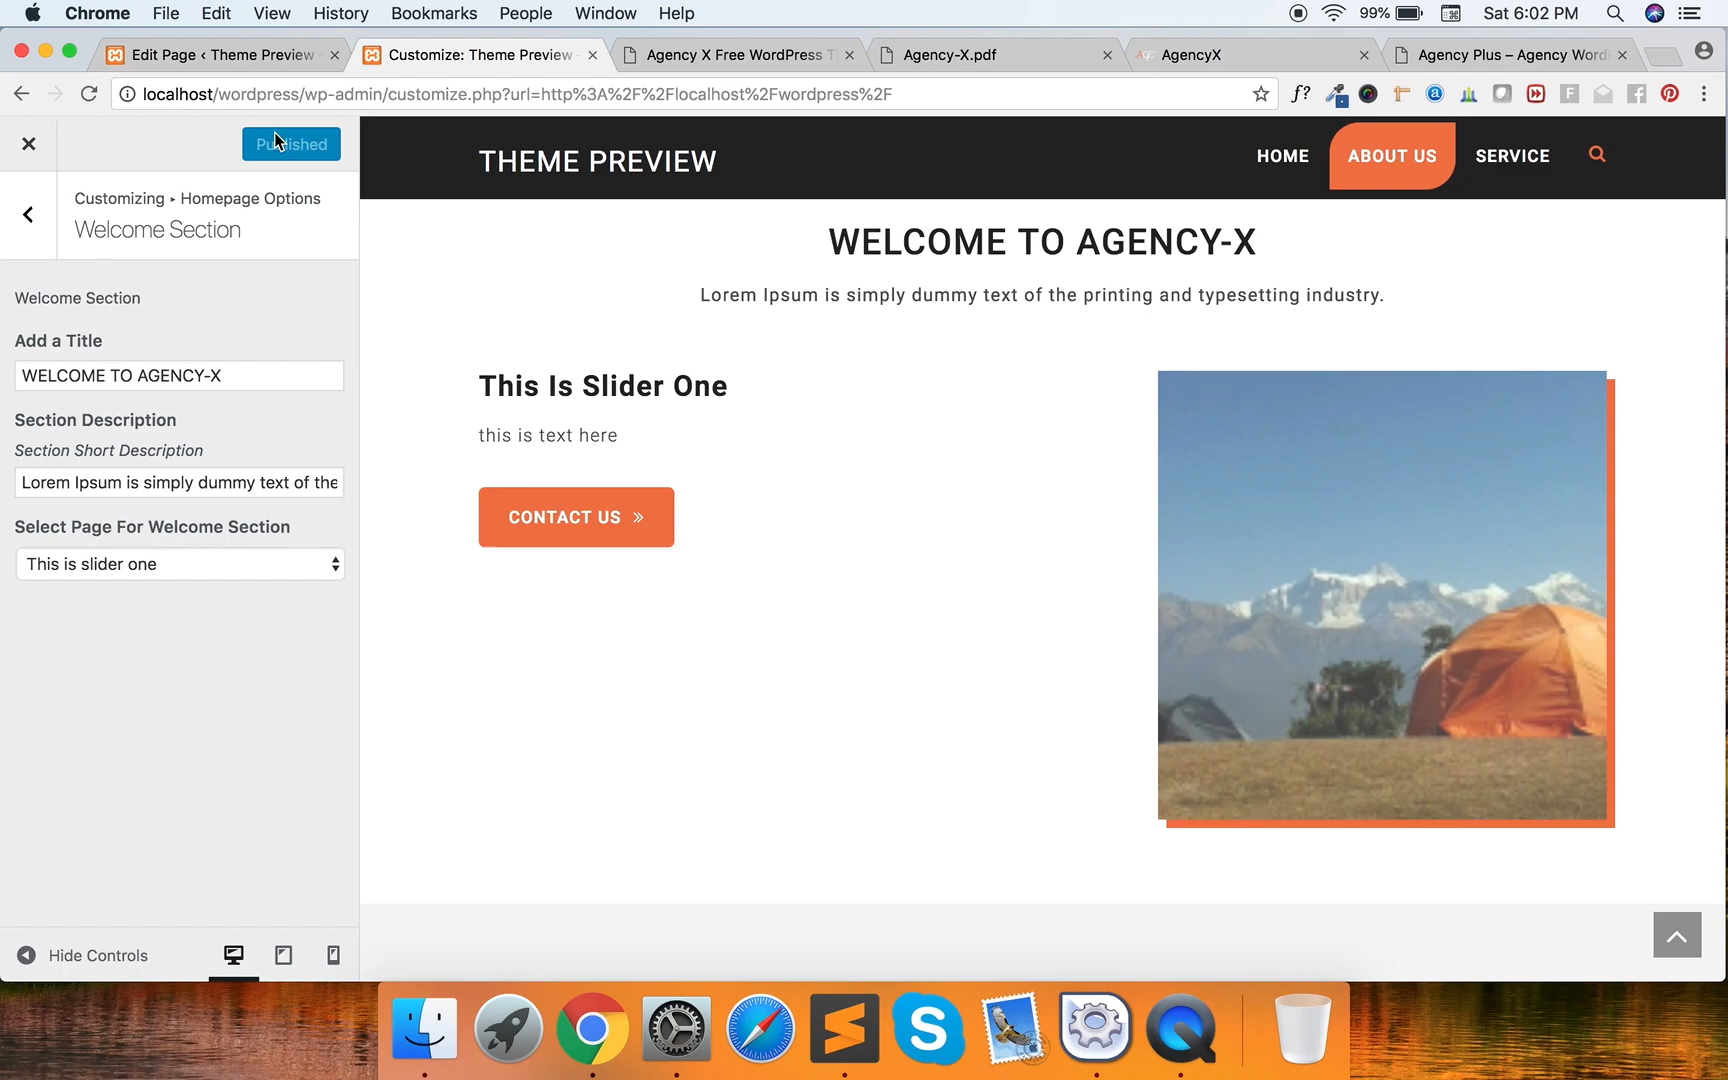 Chrome File Edit View History Bookmarks People Window Help 99% Sat 6:02 PM
Edit Page ‹ Theme Preview Customize: Theme Preview Agency X Free WordPress T Agency-X.pdf AgencyX Agency Plus – Agency Word
localhost/wordpress/wp-admin/customize.php?url=http%3A%2F%2Flocalhost%2Fwordpress%2F
Published
Customizing ▸ Homepage Options
Welcome Section
Welcome Section
Add a Title
WELCOME TO AGENCY-X
Section Description
Section Short Description
Lorem Ipsum is simply dummy text of the
Select Page For Welcome Section
This is slider one
Hide Controls
THEME PREVIEW
HOME ABOUT US SERVICE
WELCOME TO AGENCY-X
Lorem Ipsum is simply dummy text of the printing and typesetting industry.
This Is Slider One
this is text here
CONTACT US »